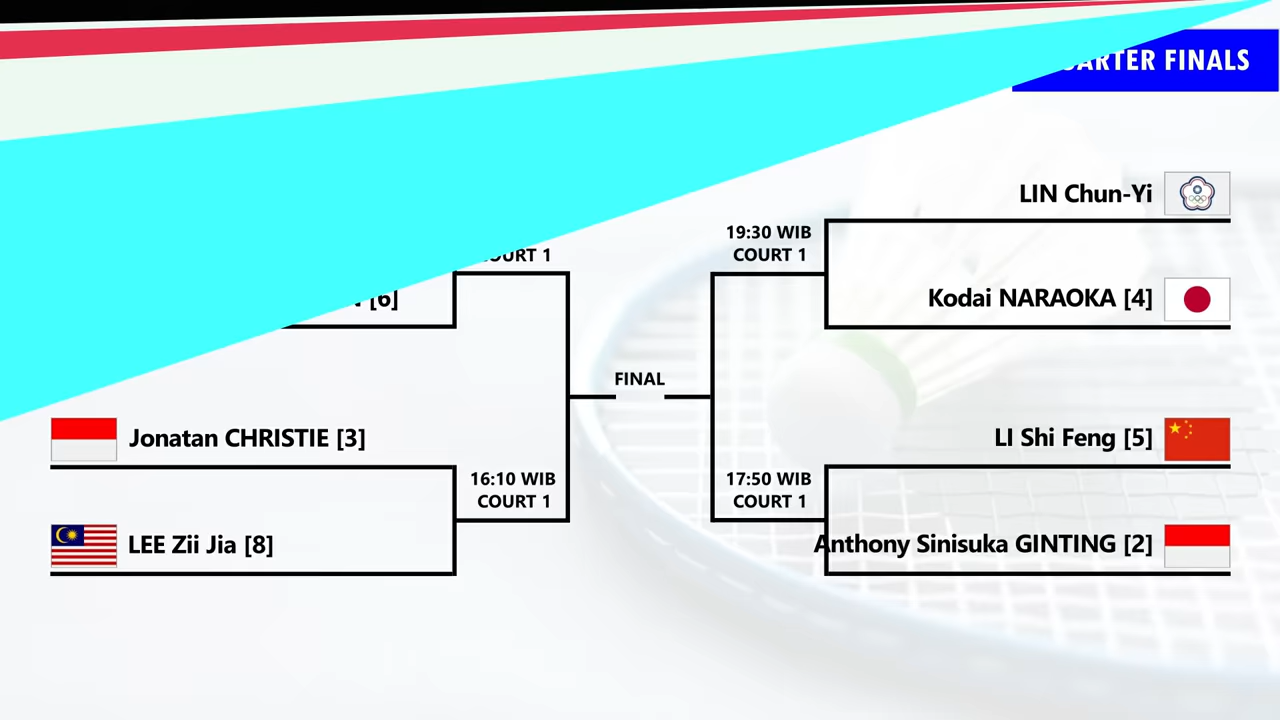 FINALS
LIN Chun-Yi
19:30 WIB
COURT 1
COURT 1
[6]
Kodai NARAOKA [4]
FINAL
Jonatan CHRISTIE [3]
LI Shi Feng [5]
16:10 WIB
COURT 1
17:50 WIB
COURT 1
LEE Zii Jia [8]
Anthony Sinisuka GINTING [2]